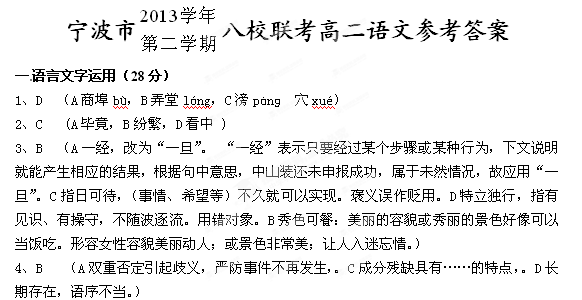 宁波市2013学年第二学期八校联考高二语文参考答案
一.语言文字运用（28分）
1、D （A商埠 bù，B弄堂 lóng，C滂 pāng 穴 xué）
2、C （A毕竟，B纷繁，D看中 ）
3、B （A一经，改为“一旦”。 “一经”表示只要经过某个步骤或某种行为，下文说明
就能产生相应的结果，根据句中意思，中山装还未申报成功，属于未然情况，故应用“一
旦”。C指日可待，（事情、希望等）不久就可以实现。褒义误作贬用。D特立独行，指有
见识、有操守，不随波逐流。用错对象。B秀色可餐：美丽的容貌或秀丽的景色好像可以
当饭吃。形容女性容貌美丽动人；或景色非常美；让人入迷忘情。）
4、B （A双重否定引起歧义，严防事件不再发生，。C成分残缺具有……的特点，。D长
期存在，语序不当。）